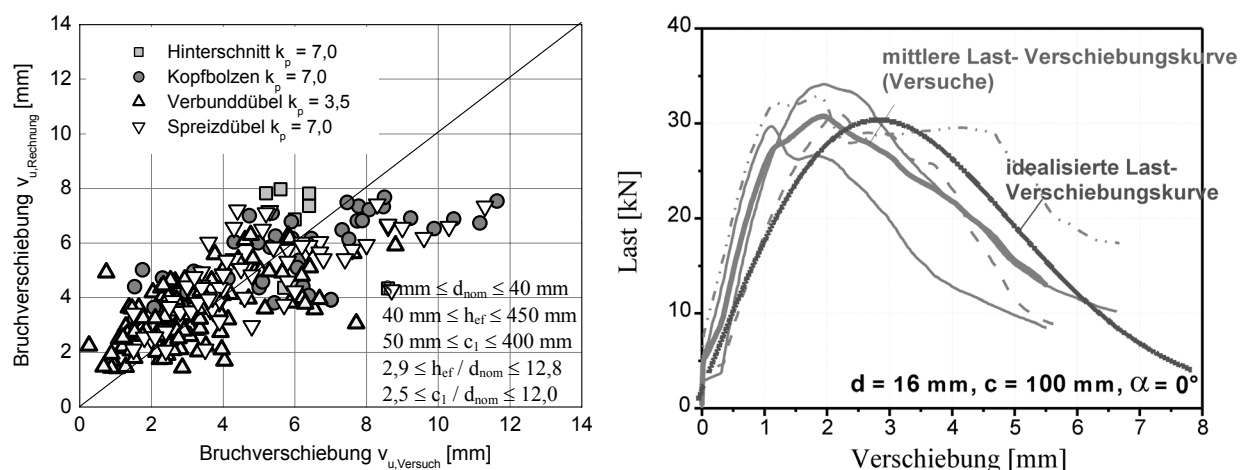 14
12
10
8
6
4
2
0
0 2 4 6 8 10 12 14
Bruchverschiebung v_u,Rechnung [mm]
Bruchverschiebung v_u,Versuch [mm]
Hinterschnitt k_p = 7,0
Kopfbolzen k_p = 7,0
Verbunddübel k_p = 3,5
Spreizdübel k_p = 7,0
mm ≤ d_nom ≤ 40 mm
40 mm ≤ h_ef ≤ 450 mm
50 mm ≤ c_1 ≤ 400 mm
2,9 ≤ h_ef / d_nom ≤ 12,8
2,5 ≤ c_1 / d_nom ≤ 12,0
40
30
20
10
0
0 1 2 3 4 5 6 7 8
Last [kN]
Verschiebung [mm]
mittlere Last- Verschiebungskurve
(Versuche)
idealisierte Last-
Verschiebungskurve
d = 16 mm, c = 100 mm, α = 0°